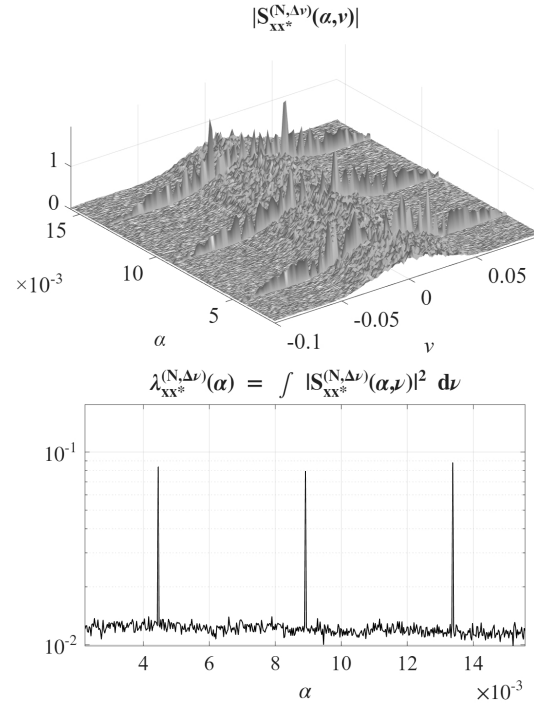 |S_{xx*}^{(N,Δν)}(α,ν)|
1
0
15
10
5
×10^{-3}
α
0.05
0
-0.05
-0.1
ν
λ_{xx*}^{(N,Δν)}(α) = ∫ |S_{xx*}^{(N,Δν)}(α,ν)|^2 dν
10^{-1}
10^{-2}
4 6 8 10 12 14
×10^{-3}
α